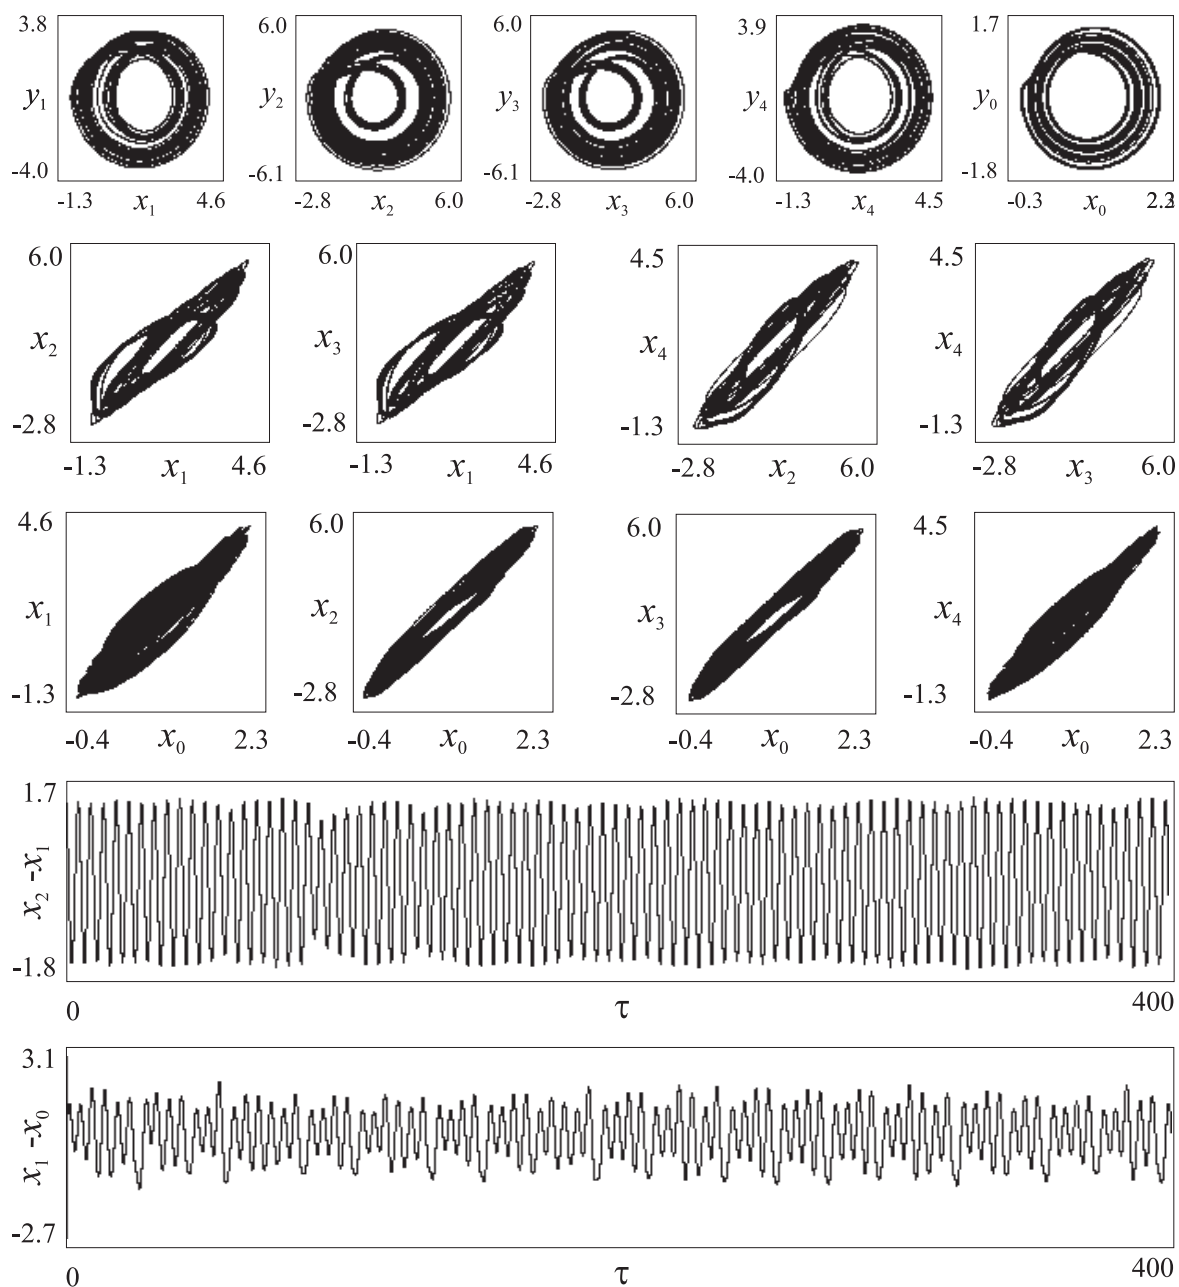 3.8 6.0 6.0 3.9 1.7
y₁ y₂ y₃ y₄ y₀
-4.0 -6.1 -6.1 -4.0 -1.8
-1.3 x₁ 4.6 -2.8 x₂ 6.0 -2.8 x₃ 6.0 -1.3 x₄ 4.5 -0.3 x₀
6.0 6.0 4.5 4.5
x₂ x₃ x₄ x₄
-2.8 -2.8 -1.3 -1.3
-1.3 x₁ 4.6 -1.3 x₁ 4.6 -2.8 x₂ 6.0 -2.8 x₃ 6.0
4.6 6.0 6.0 4.5
x₁ x₂ x₃ x₄
-1.3 -2.8 -2.8 -1.3
-0.4 x₀ 2.3 -0.4 x₀ 2.3 -0.4 x₀ 2.3 -0.4 x₀ 2.3
1.7
x₂ -x₁
-1.8
0 τ 400
3.1
x₁ -x₀
-2.7
0 τ 400